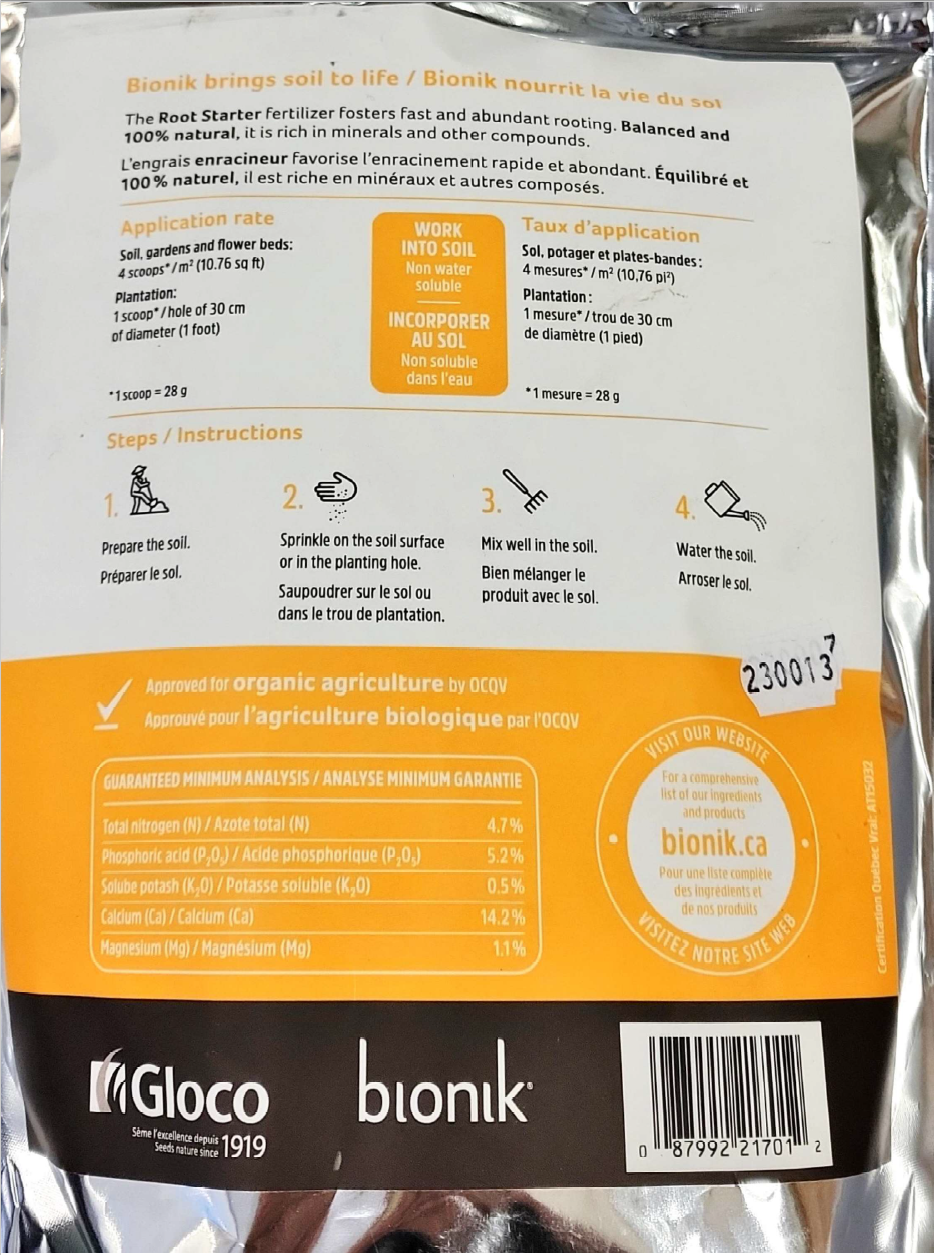 Bionik brings soil to life / Bionik nourrit la vie du sol
The Root Starter fertilizer fosters fast and abundant rooting. Balanced and
100% natural, it is rich in minerals and other compounds.
L'engrais enracineur favorise l'enracinement rapide et abondant. Équilibré et
100 % naturel, il est riche en minéraux et autres composés.
Application rate
Soil, gardens and flower beds:
4 scoops*/m² (10.76 sq ft)
Plantation:
1 scoop*/hole of 30 cm
of diameter (1 foot)
*1 scoop = 28 g
WORK
INTO SOIL
Non water
soluble
INCORPORER
AU SOL
Non soluble
dans l'eau
Taux d'application
Sol, potager et plates-bandes:
4 mesures*/m² (10,76 pi²)
Plantation:
1 mesure*/trou de 30 cm
de diamètre (1 pied)
*1 mesure = 28 g
Steps / Instructions
1.
Prepare the soil.
Préparer le sol.
2.
Sprinkle on the soil surface
or in the planting hole.
Saupoudrer sur le sol ou
dans le trou de plantation.
3.
Mix well in the soil.
Bien mélanger le
produit avec le sol.
4.
Water the soil.
Arroser le sol.
2300137
Approved for organic agriculture by OCQV
Approuvé pour l'agriculture biologique par l'OCQV
GUARANTEED MINIMUM ANALYSIS / ANALYSE MINIMUM GARANTIE
Total nitrogen (N) / Azote total (N) 4.7%
Phosphoric acid (P₂O₅) / Acide phosphorique (P₂O₅) 5.2%
Solube potash (K₂O) / Potasse soluble (K₂O) 0.5%
Calcium (Ca) / Calcium (Ca) 14.2%
Magnesium (Mg) / Magnésium (Mg) 1.1%
VISIT OUR WEBSITE
For a comprehensive
list of our ingredients
and products
bionik.ca
Pour une liste complète
des ingrédients et
de nos produits
VISITEZ NOTRE SITE WEB
Certification Québec Vrai: AT15032
Gloco
Sème l'excellence depuis
Seeds nature since 1919
bionik
0 87992 21701 2